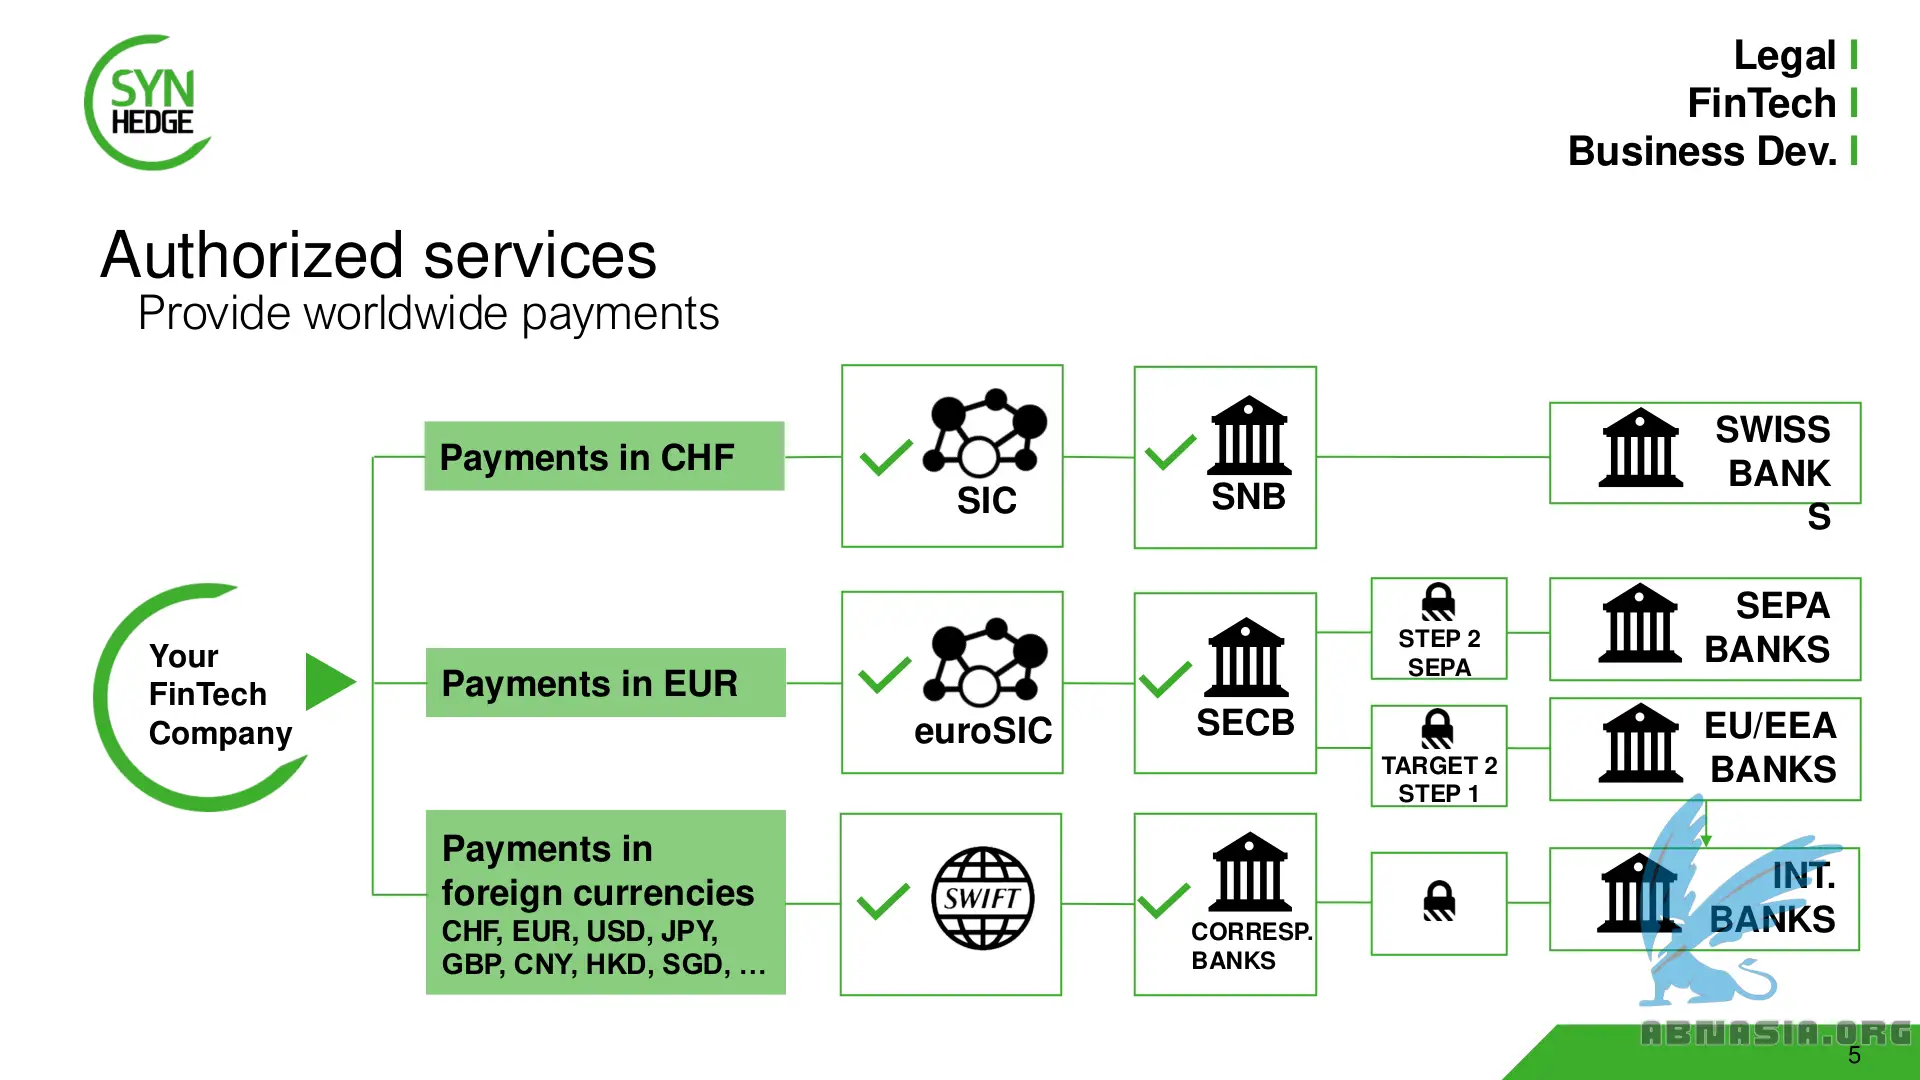 SYN
HEDGE
Legal I
FinTech I
Business Dev. I
Authorized services
Provide worldwide payments
Your
FinTech
Company
Payments in CHF
SIC
SNB
SWISS
BANK
S
Payments in EUR
euroSIC
SECB
STEP 2
SEPA
SEPA
BANKS
TARGET 2
STEP 1
EU/EEA
BANKS
Payments in
foreign currencies
CHF, EUR, USD, JPY,
GBP, CNY, HKD, SGD, …
SWIFT
CORRESP.
BANKS
INT.
BANKS
ABNASIA.ORG
5